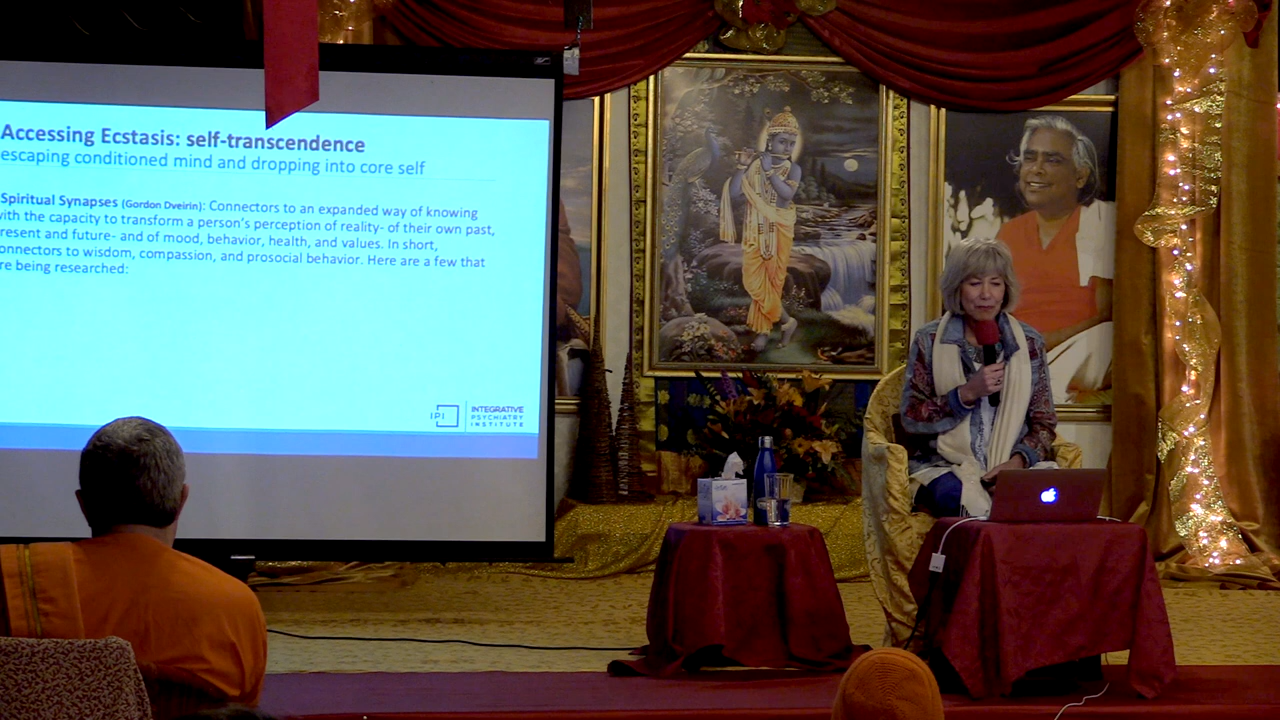 Accessing Ecstasis: self-transcendence
escaping conditioned mind and dropping into core self
Spiritual Synapses (Gordon Dveirin): Connectors to an expanded way of knowing
with the capacity to transform a person's perception of reality- of their own past,
resent and future- and of mood, behavior, health, and values. In short,
onnectors to wisdom, compassion, and prosocial behavior. Here are a few that
re being researched:
IPI
INTEGRATIVE
PSYCHIATRY
INSTITUTE